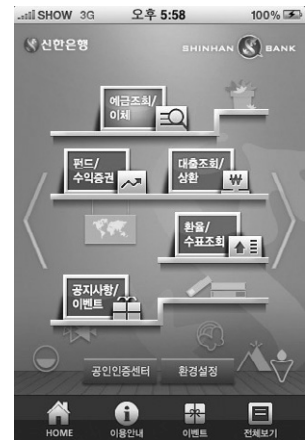 SHOW 3G 오후 5:58 100%
신한은행 SHINHAN BANK
예금조회/
이체
펀드/
수익증권
대출조회/
상환
환율/
수표조회
공지사항/
이벤트
공인인증센터 환경설정
HOME 이용안내 이벤트 전체보기